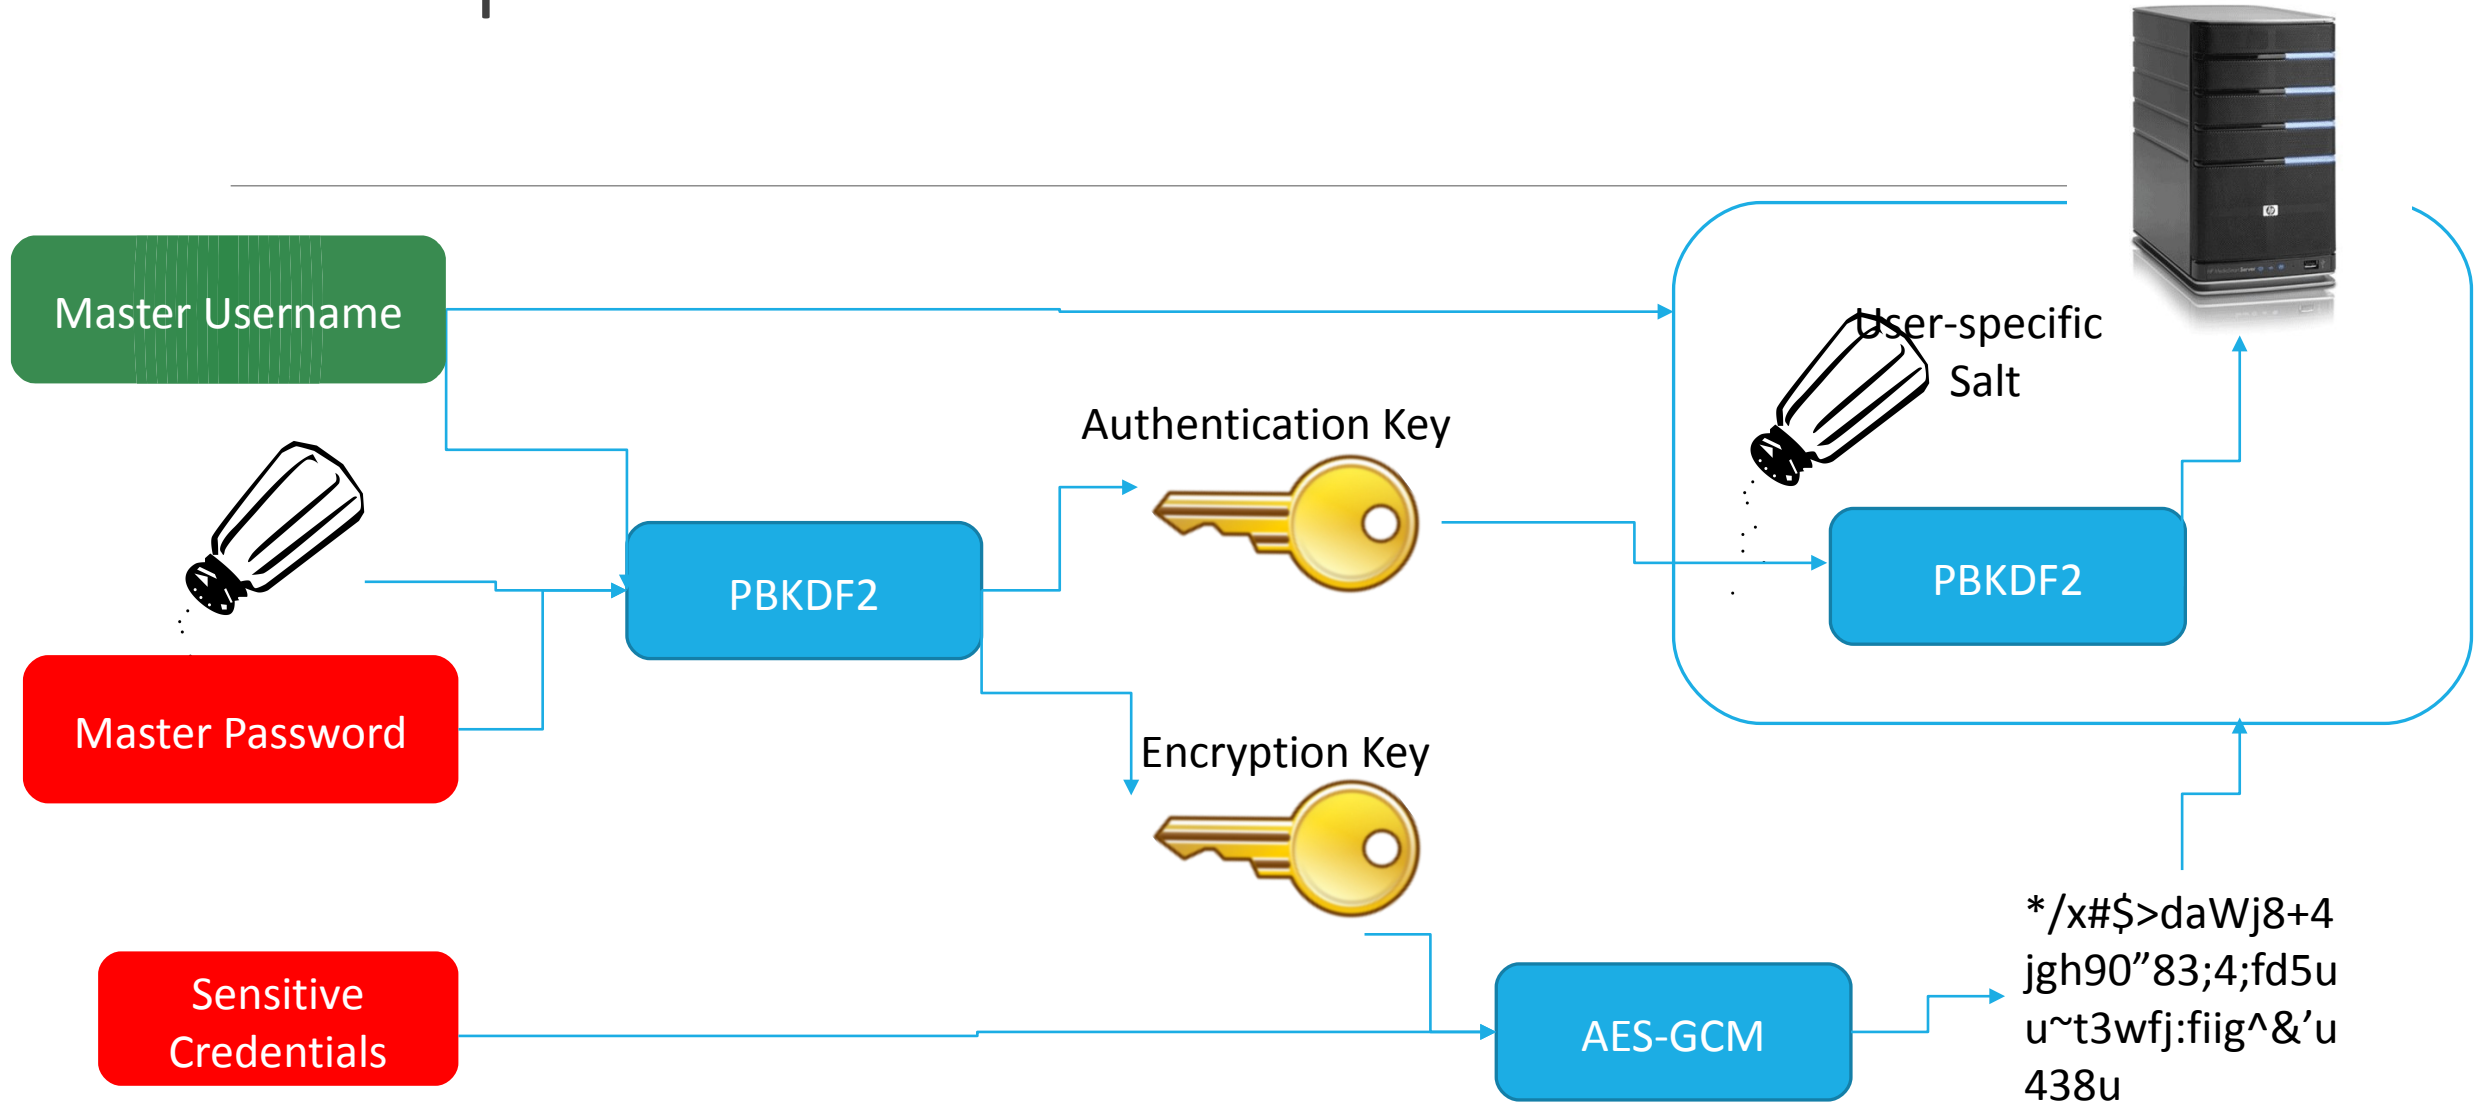 Master Username
User-specific
Salt
Authentication Key
PBKDF2
PBKDF2
Master Password
Encryption Key
Sensitive
Credentials
AES-GCM
*/x#$>daWj8+4
jgh90”83;4;fd5u
u~t3wfj:fiig^&’u
438u